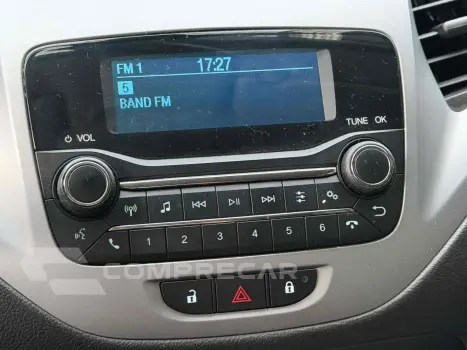 FM 1 17:27
5
BAND FM
VOL
TUNE OK
1 2 3 4 5 6
COMPRECAR